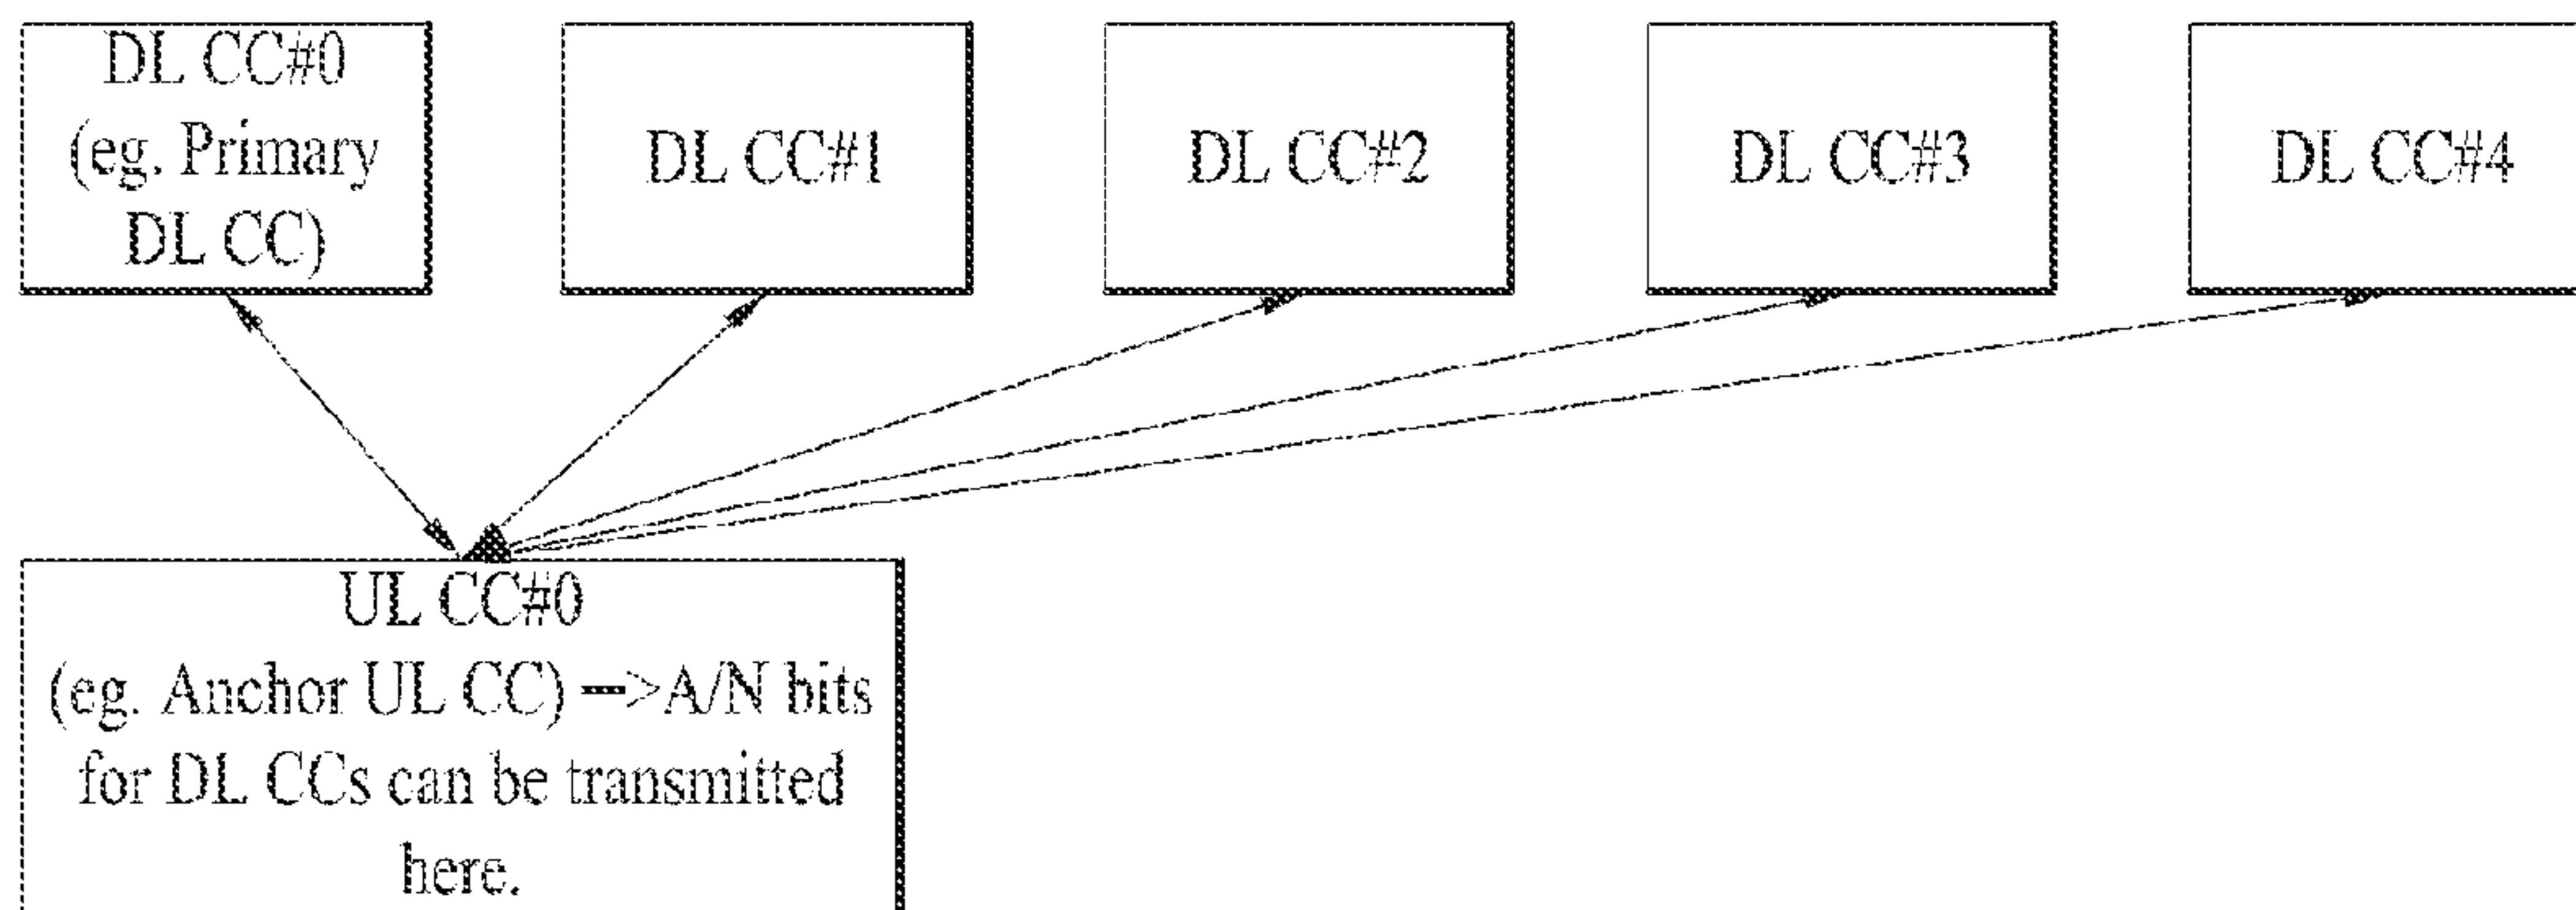 DL CC#0
(eg. Primary
DL CC)
DL CC#1
DL CC#2
DL CC#3
DL CC#4
UL CC#0
(eg. Anchor UL CC) -->A/N bits
for DL CCs can be transmitted
here.